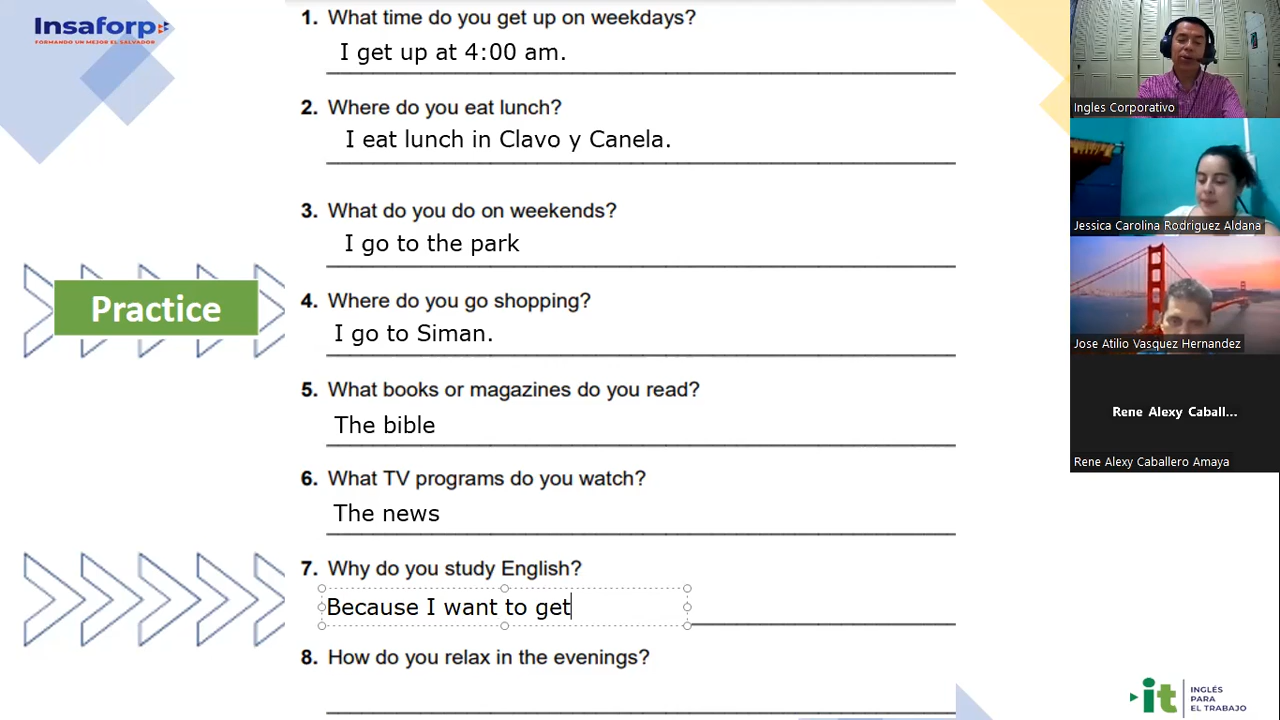 Insaforp
FORMANDO UN MEJOR EL SALVADOR
Practice
1. What time do you get up on weekdays?
I get up at 4:00 am.
2. Where do you eat lunch?
I eat lunch in Clavo y Canela.
3. What do you do on weekends?
I go to the park
4. Where do you go shopping?
I go to Siman.
5. What books or magazines do you read?
The bible
6. What TV programs do you watch?
The news
7. Why do you study English?
Because I want to get
8. How do you relax in the evenings?
Ingles Corporativo
Jessica Carolina Rodriguez Aldana
Jose Atilio Vasquez Hernandez
Rene Alexy Caball...
Rene Alexy Caballero Amaya
it
INGLÉS
PARA
EL TRABAJO